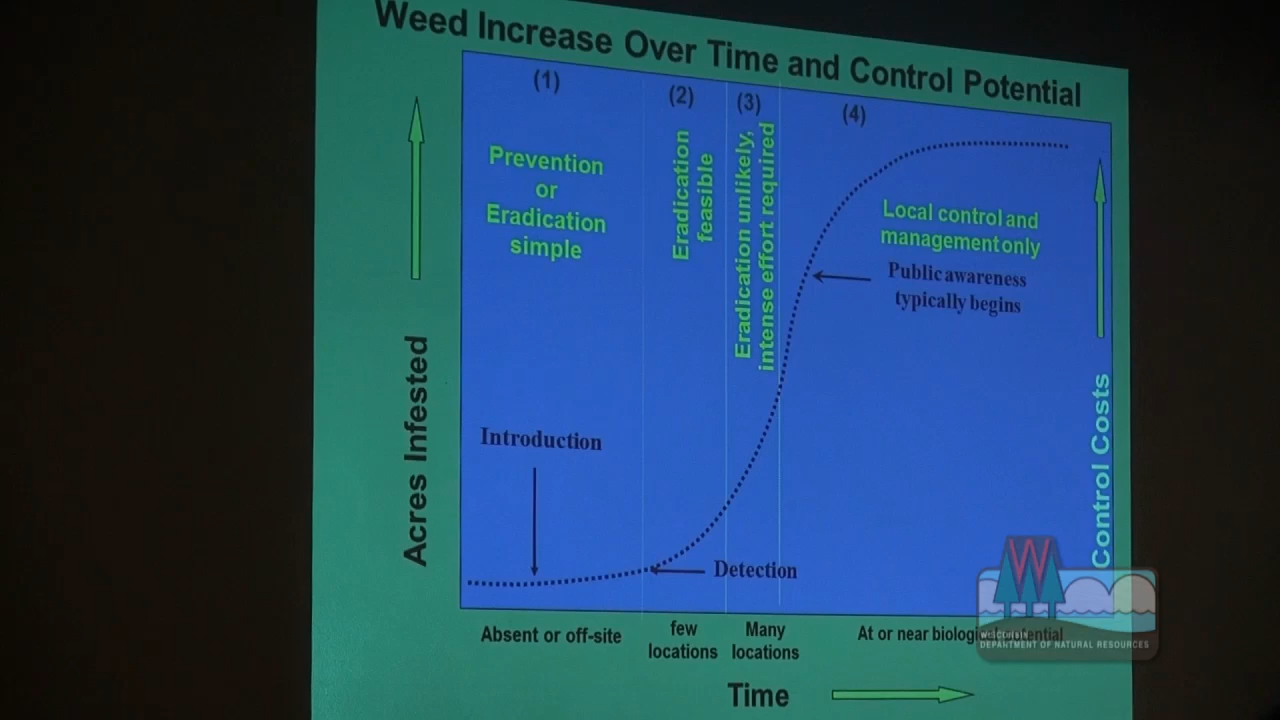 Weed Increase Over Time and Control Potential
(1)
(2)
(3)
(4)
Prevention
or
Eradication
simple
Eradication
feasible
Eradication unlikely,
intense effort required
Local control and
management only
Public awareness
typically begins
Introduction
Detection
Acres Infested
Control Costs
Absent or off-site
few
locations
Many
locations
At or near biological potential
Time
W
WISCONSIN
DEPARTMENT OF NATURAL RESOURCES